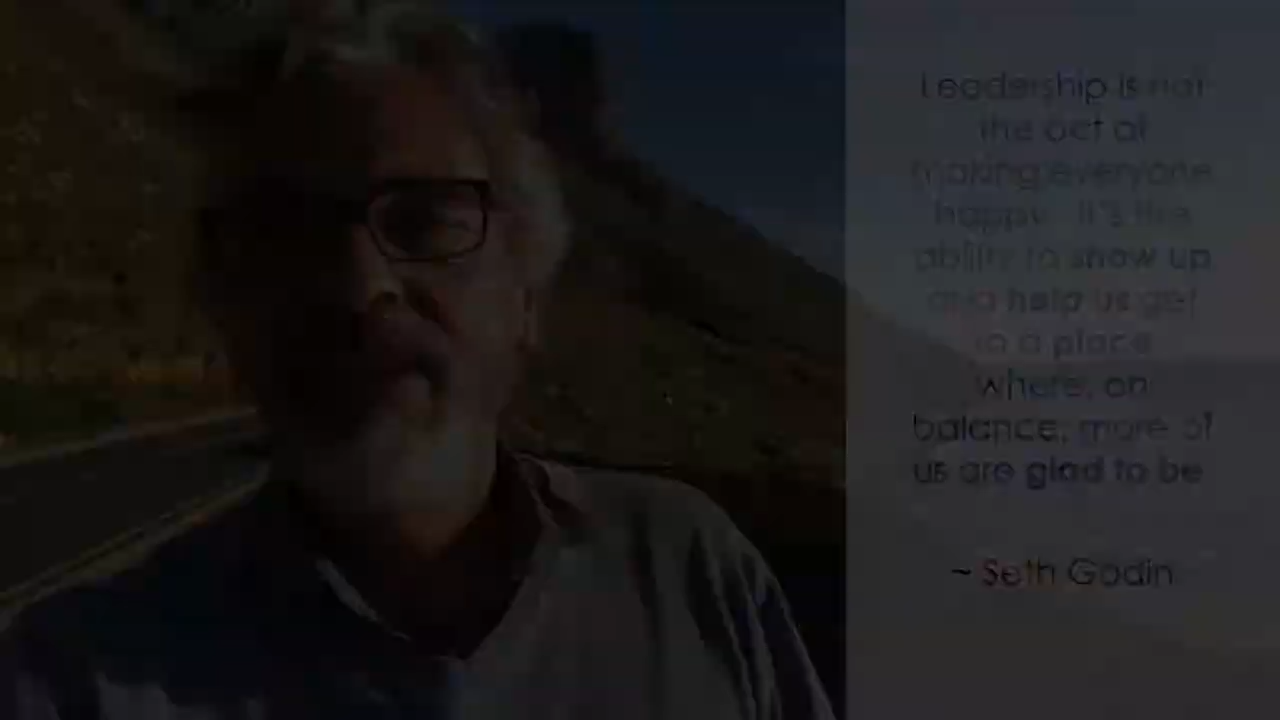 Leadership is not
the act of
making everyone
happy. It's the
ability to show up
and help us get
to a place
where, on
balance, more of
us are glad to be
~ Seth Godin